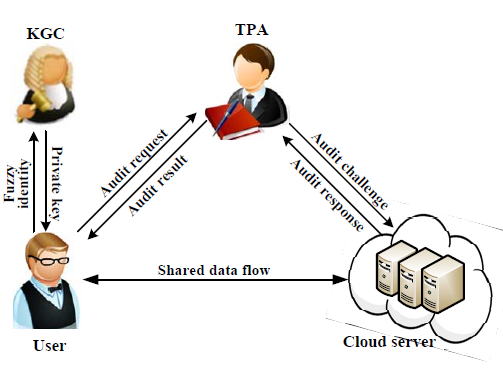 KGC
TPA
Fuzzy
identity
Private key
Audit request
Audit result
Audit challenge
Audit response
Shared data flow
User
Cloud server